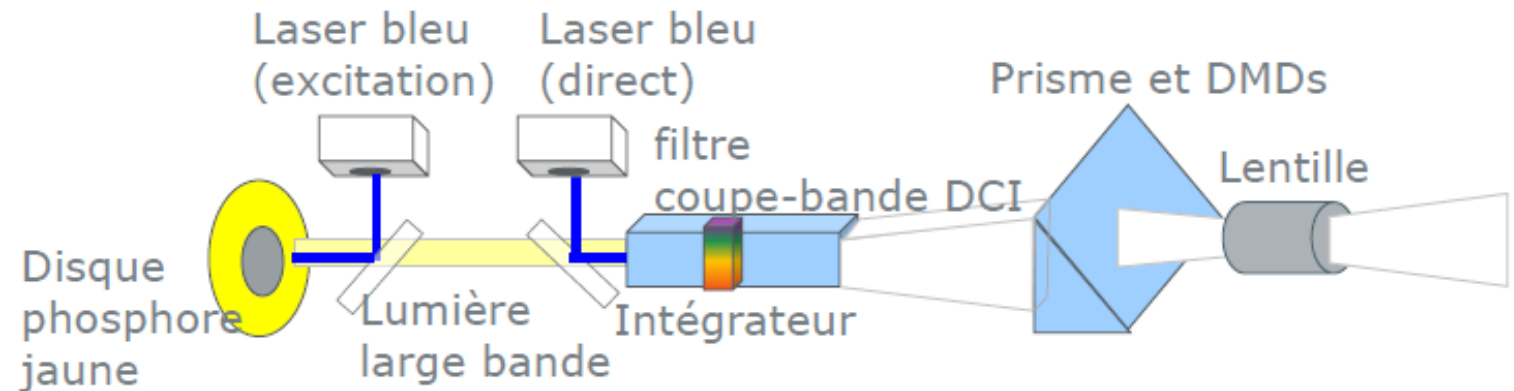 Laser bleu
(excitation)
Laser bleu
(direct)
filtre
coupe-bande DCI
Prisme et DMDs
Lentille
Disque
phosphore
jaune
Lumière
large bande
Intégrateur